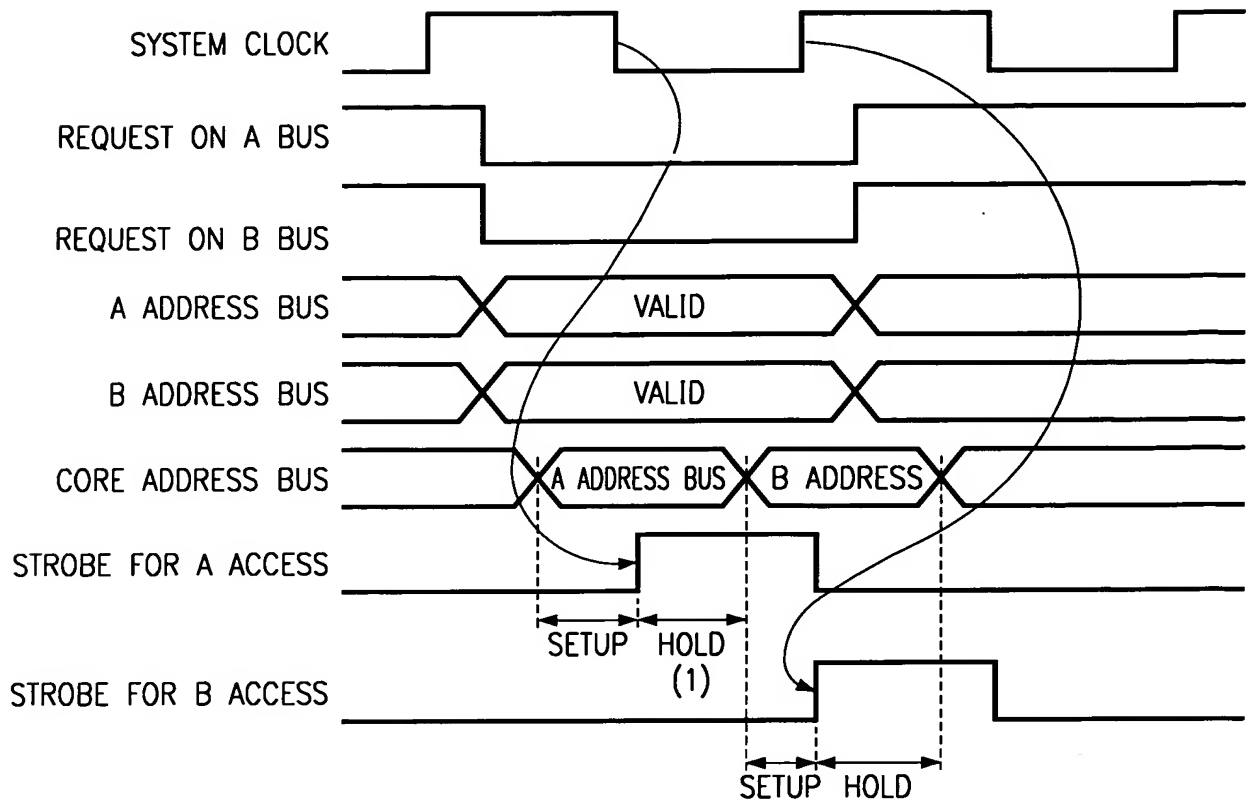 SYSTEM CLOCK
REQUEST ON A BUS
REQUEST ON B BUS
A ADDRESS BUS
VALID
B ADDRESS BUS
VALID
CORE ADDRESS BUS
A ADDRESS BUS
B ADDRESS
STROBE FOR A ACCESS
SETUP
HOLD
(1)
STROBE FOR B ACCESS
SETUP
HOLD